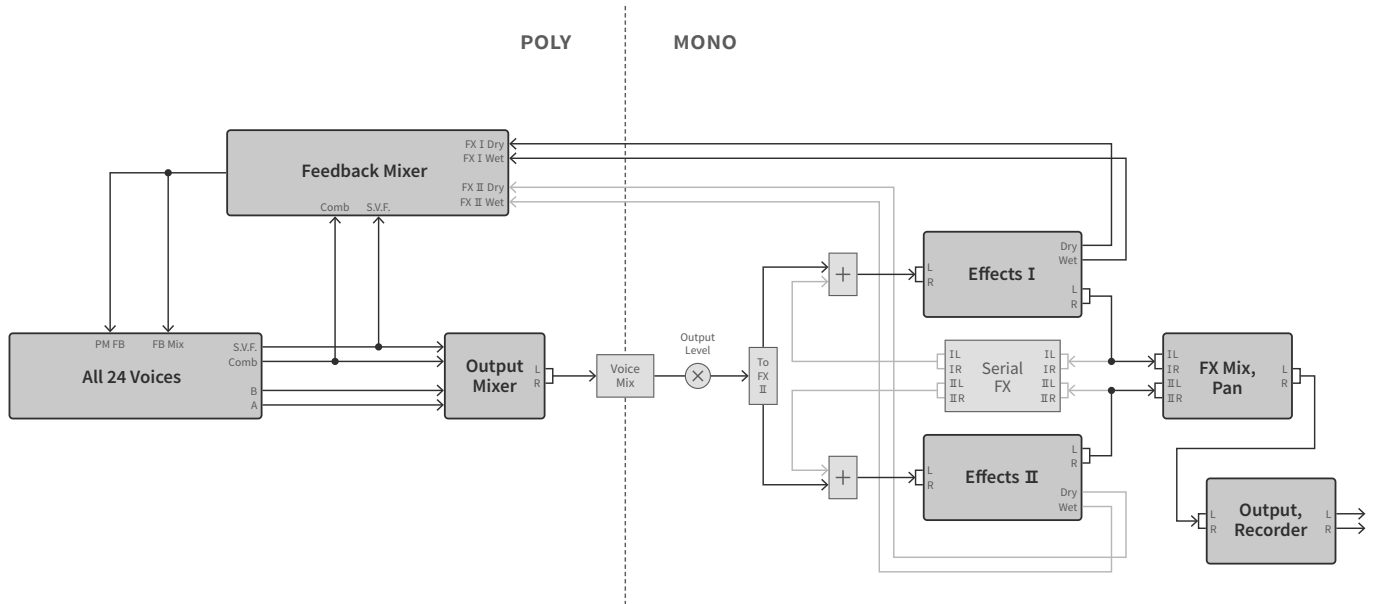 POLY
MONO
Feedback Mixer
FX I Dry
FX I Wet
FX Ⅱ Dry
FX Ⅱ Wet
Comb
S.V.F.
PM FB
FB Mix
All 24 Voices
S.V.F.
Comb
B
A
Output
Mixer
L
R
Voice
Mix
Output
Level
To
FX
Ⅱ
+
+
L
R
Effects I
Dry
Wet
L
R
IL
IR
ⅡL
ⅡR
Serial
FX
IL
IR
ⅡL
ⅡR
L
R
Effects Ⅱ
L
R
Dry
Wet
IL
IR
ⅡL
ⅡR
FX Mix,
Pan
L
R
L
R
Output,
Recorder
L
R